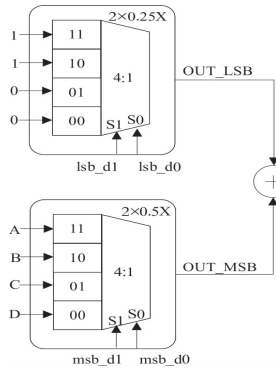 2×0.25X
1 11
1 10
0 01
0 00
4:1
S1 S0
OUT_LSB
lsb_d1 lsb_d0
+
2×0.5X
A 11
B 10
C 01
D 00
4:1
S1 S0
OUT_MSB
msb_d1 msb_d0